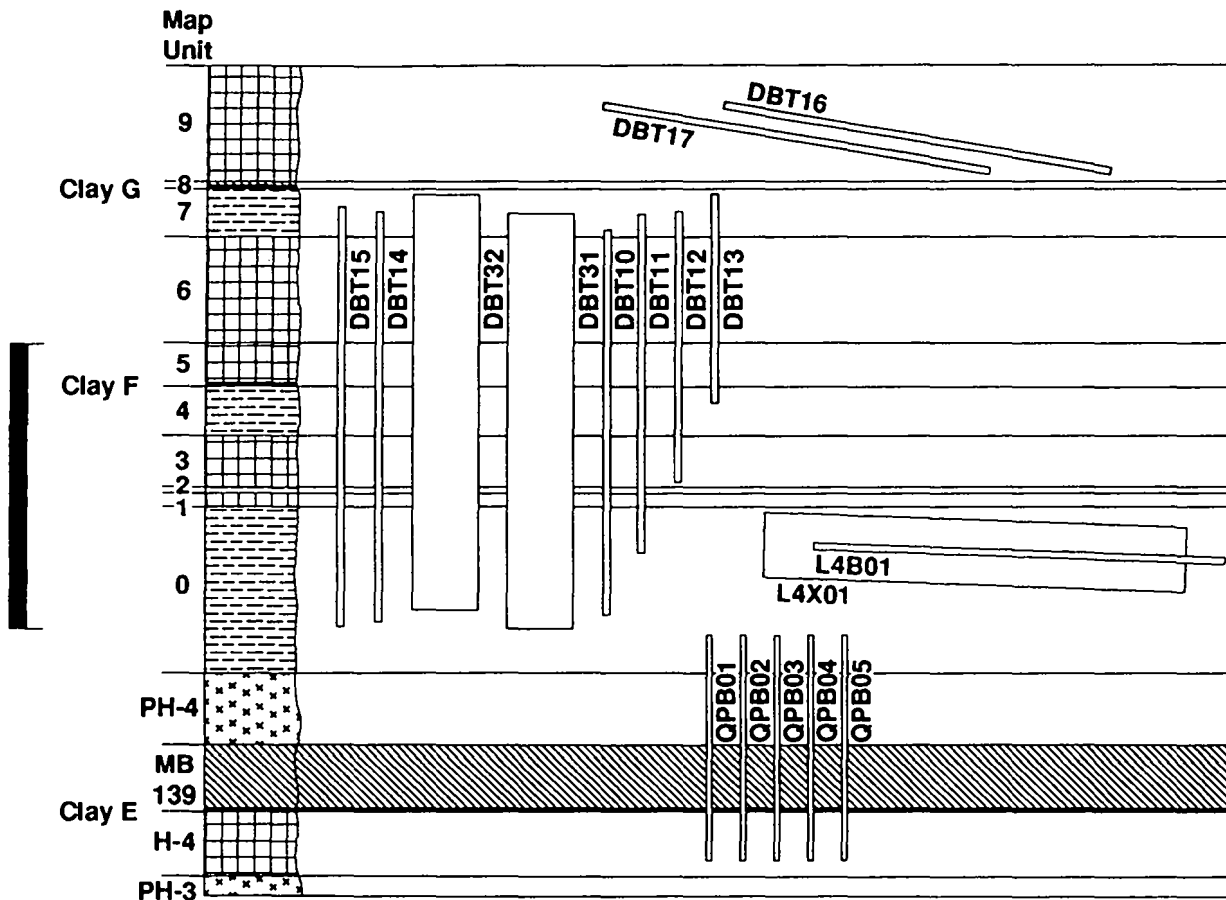 Map
Unit
9
DBT16
DBT17
Clay G
8
7
DBT15
DBT14
DBT32
DBT31
DBT10
DBT11
DBT12
DBT13
6
5
Clay F
4
3
2
1
0
L4B01
L4X01
QPB01
QPB02
QPB03
QPB04
QPB05
PH-4
MB
139
Clay E
H-4
PH-3